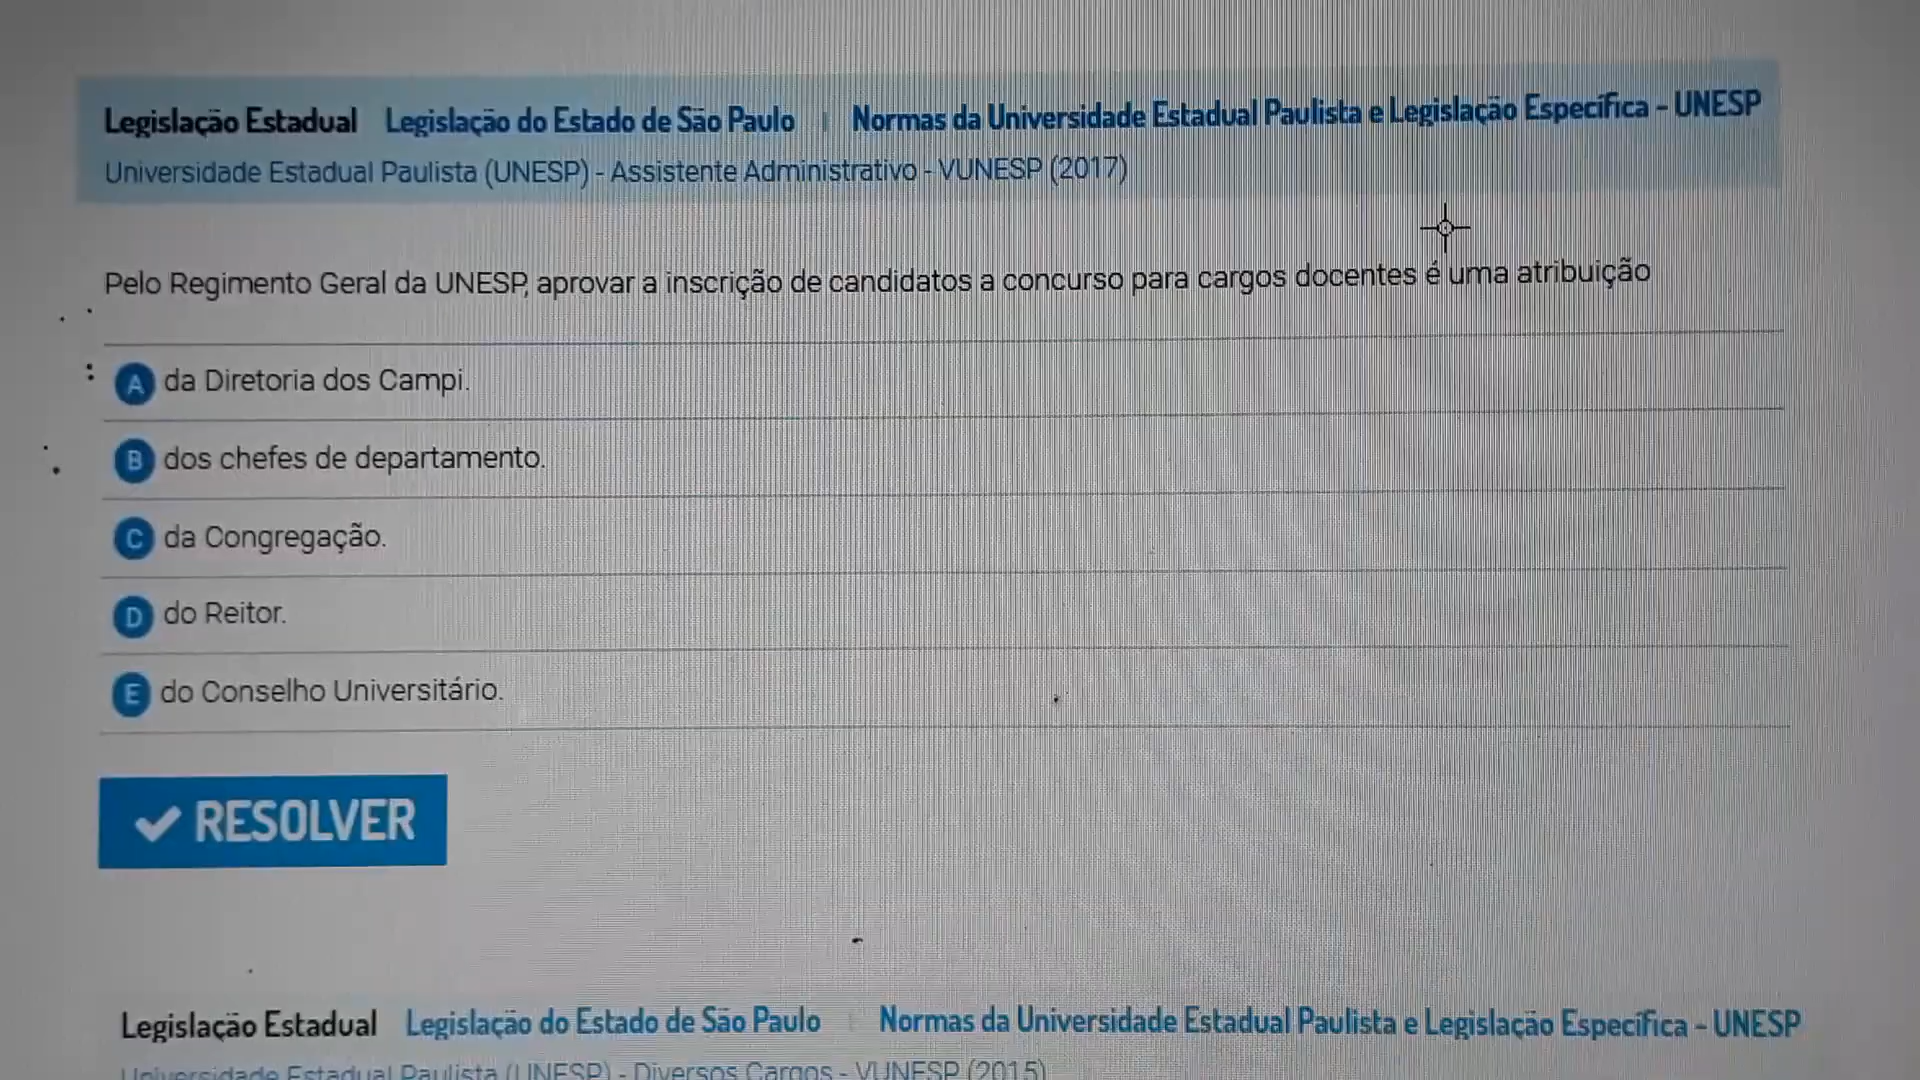 Legislação Estadual Legislação do Estado de São Paulo | Normas da Universidade Estadual Paulista e Legislação Específica - UNESP
Universidade Estadual Paulista (UNESP) - Assistente Administrativo - VUNESP (2017)
Pelo Regimento Geral da UNESP, aprovar a inscrição de candidatos a concurso para cargos docentes é uma atribuição
A da Diretoria dos Campi.
B dos chefes de departamento.
C da Congregação.
D do Reitor.
E do Conselho Universitário.
✓ RESOLVER
Legislação Estadual Legislação do Estado de São Paulo | Normas da Universidade Estadual Paulista e Legislação Específica - UNESP
Universidade Estadual Paulista (UNESP) - Diversos Cargos - VUNESP (2015)